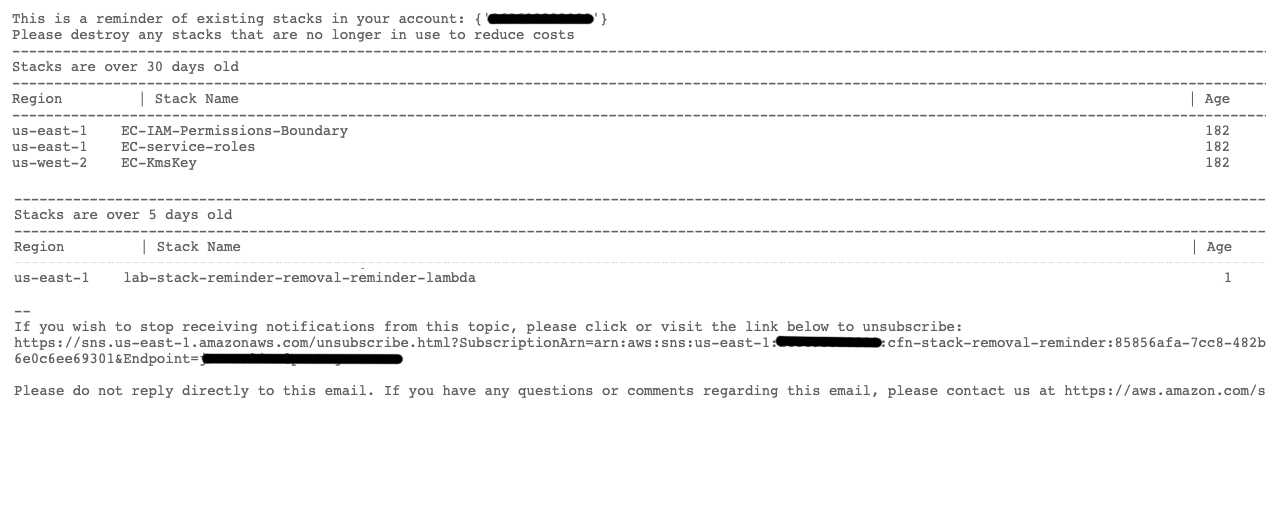 This is a reminder of existing stacks in your account: {' '}
Please destroy any stacks that are no longer in use to reduce costs
Stacks are over 30 days old
Region | Stack Name | Age
us-east-1 EC-IAM-Permissions-Boundary 182
us-east-1 EC-service-roles 182
us-west-2 EC-KmsKey 182
Stacks are over 5 days old
Region | Stack Name | Age
us-east-1 lab-stack-reminder-removal-reminder-lambda 1
--
If you wish to stop receiving notifications from this topic, please click or visit the link below to unsubscribe:
https://sns.us-east-1.amazonaws.com/unsubscribe.html?SubscriptionArn=arn:aws:sns:us-east-1: :cfn-stack-removal-reminder:85856afa-7cc8-482b
6e0c6ee69301&Endpoint=
Please do not reply directly to this email. If you have any questions or comments regarding this email, please contact us at https://aws.amazon.com/s